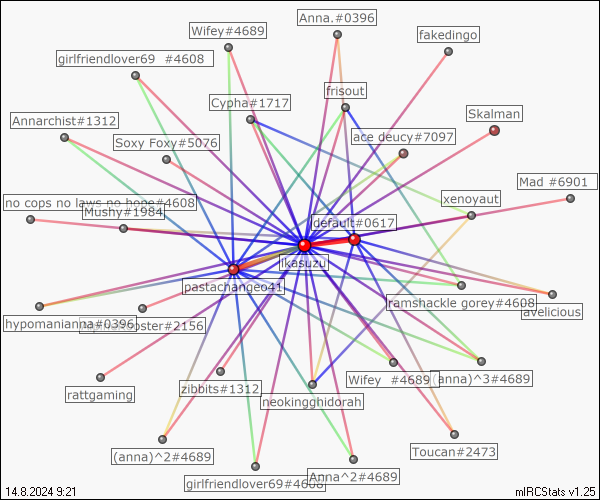 Anna.#0396
Wifey#4689
fakedingo
girlfriendlover69 #4608
frisout
Cypha#1717
Skalman
Annarchist#1312
ace deucy#7097
Soxy Foxy#5076
Mad #6901
xenoyaut
no cops no laws no hope#4608
Mushy#1984
default#0617
ikasuzu
pastachangeo41
ramshackle gorey#4608
avelicious
hypomanianna#0396
#2156
Wifey #4689
(anna)^3#4689
rattgaming
zibbits#1312
neokingghidorah
Toucan#2473
(anna)^2#4689
Anna^2#4689
girlfriendlover69#4608
14.8.2024 9:21
mIRCStats v1.25